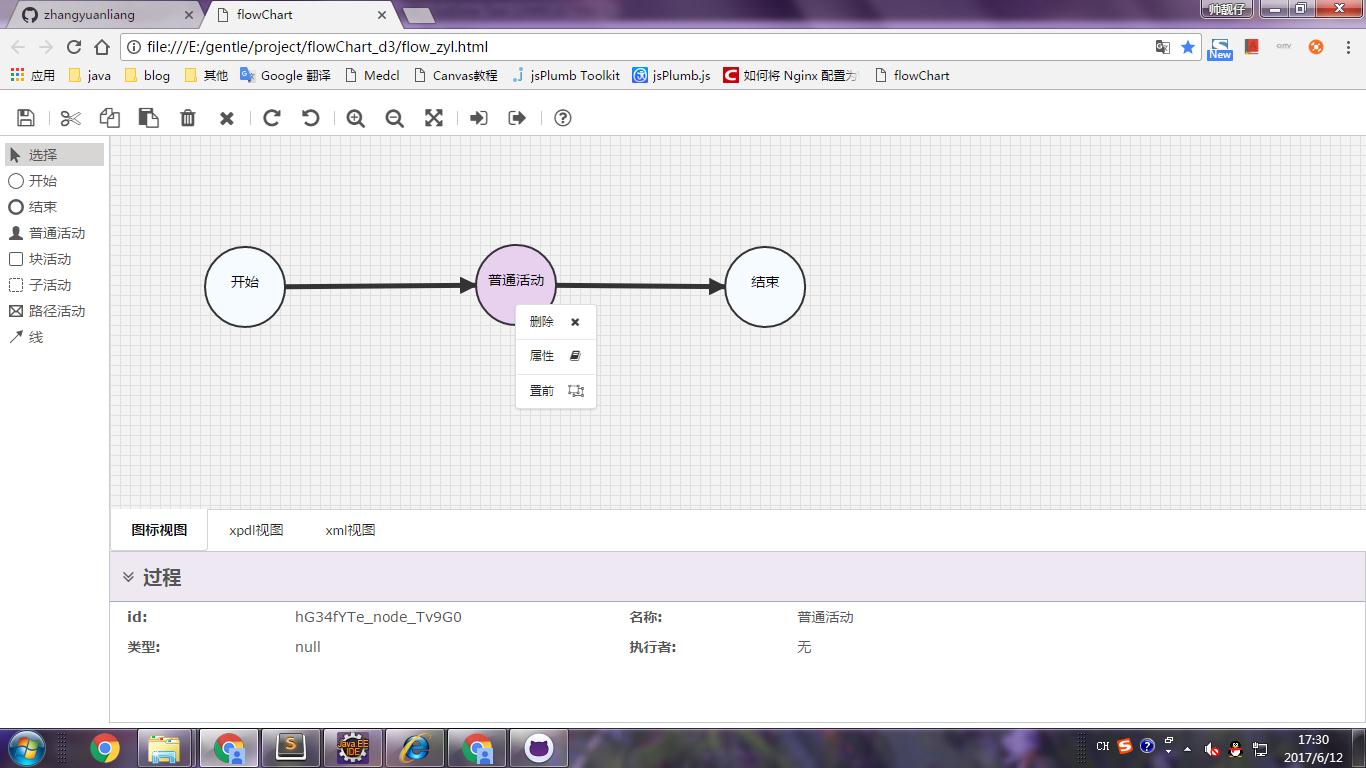 zhangyuanliang
flowChart
帅靓仔
file:///E:/gentle/project/flowChart_d3/flow_zyl.html
New
应用
java
blog
其他
Google 翻译
Medcl
Canvas教程
jsPlumb Toolkit
jsPlumb.js
如何将 Nginx 配置为
flowChart
选择
开始
结束
普通活动
块活动
子活动
路径活动
线
开始
普通活动
结束
删除
属性
置前
图标视图
xpdl视图
xml视图
过程
id:
hG34fYTe_node_Tv9G0
名称:
普通活动
类型:
null
执行者:
无
Java EE
IDE
CH
17:30
2017/6/12